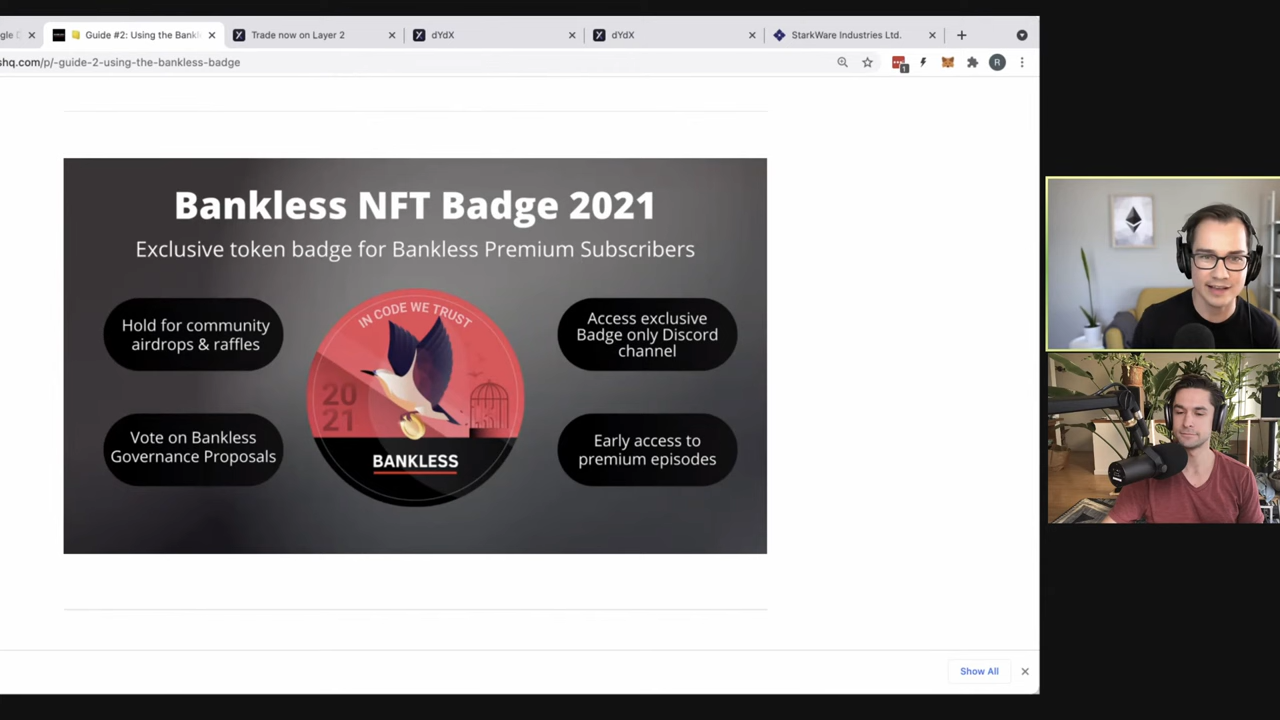 gle D
Guide #2: Using the Bankl
Trade now on Layer 2
dYdX
dYdX
StarkWare Industries Ltd.
shq.com/p/-guide-2-using-the-bankless-badge
1
R
Bankless NFT Badge 2021
Exclusive token badge for Bankless Premium Subscribers
Hold for community
airdrops & raffles
Vote on Bankless
Governance Proposals
IN CODE WE TRUST
20
21
BANKLESS
Access exclusive
Badge only Discord
channel
Early access to
premium episodes
Show All